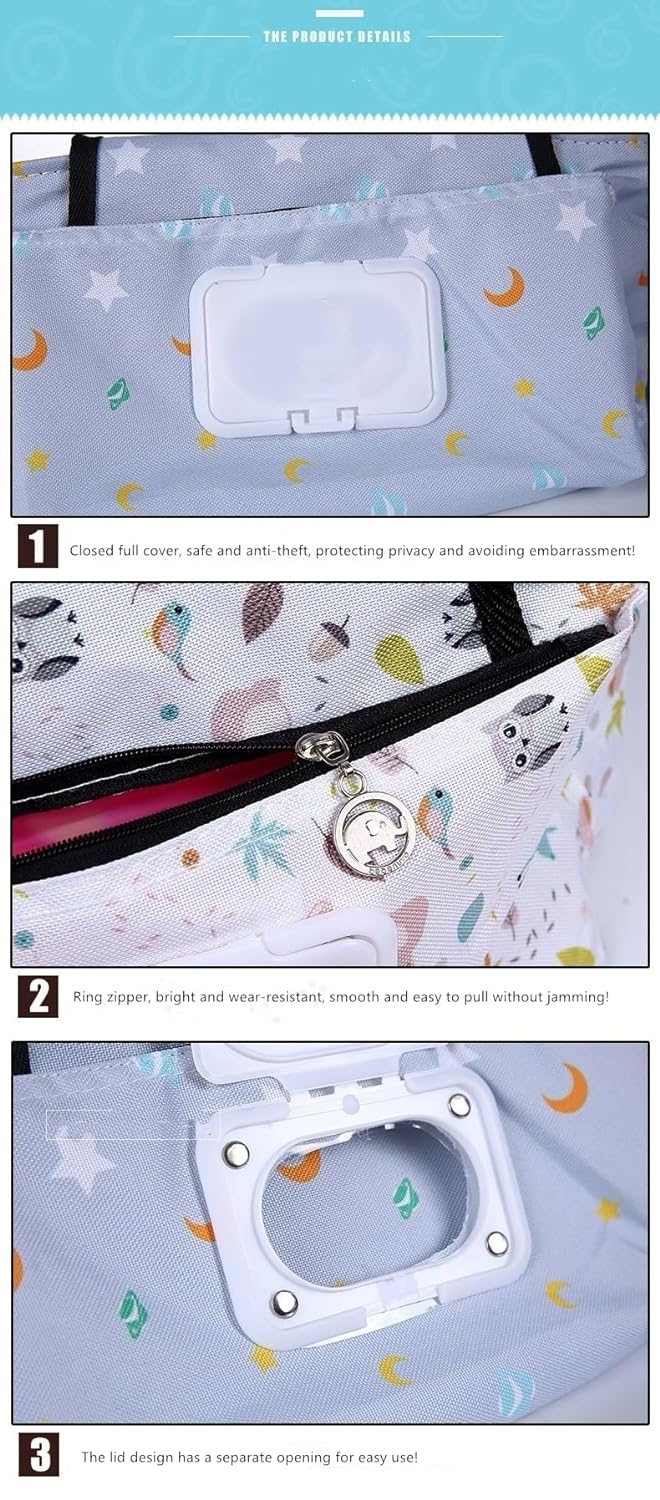 THE PRODUCT DETAILS
1
Closed full cover, safe and anti-theft, protecting privacy and avoiding embarrassment!
2
Ring zipper, bright and wear-resistant, smooth and easy to pull without jamming!
3
The lid design has a separate opening for easy use!